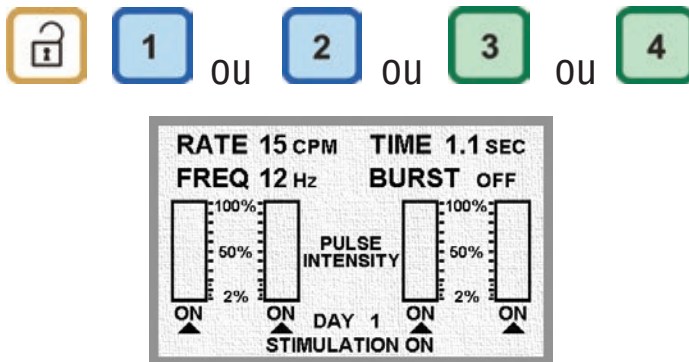 1 ou 2 ou 3 ou 4
RATE 15 CPM TIME 1.1 SEC
FREQ 12 Hz BURST OFF
100% 100%
PULSE
50% INTENSITY 50%
2% 2%
ON ON DAY 1 ON ON
STIMULATION ON